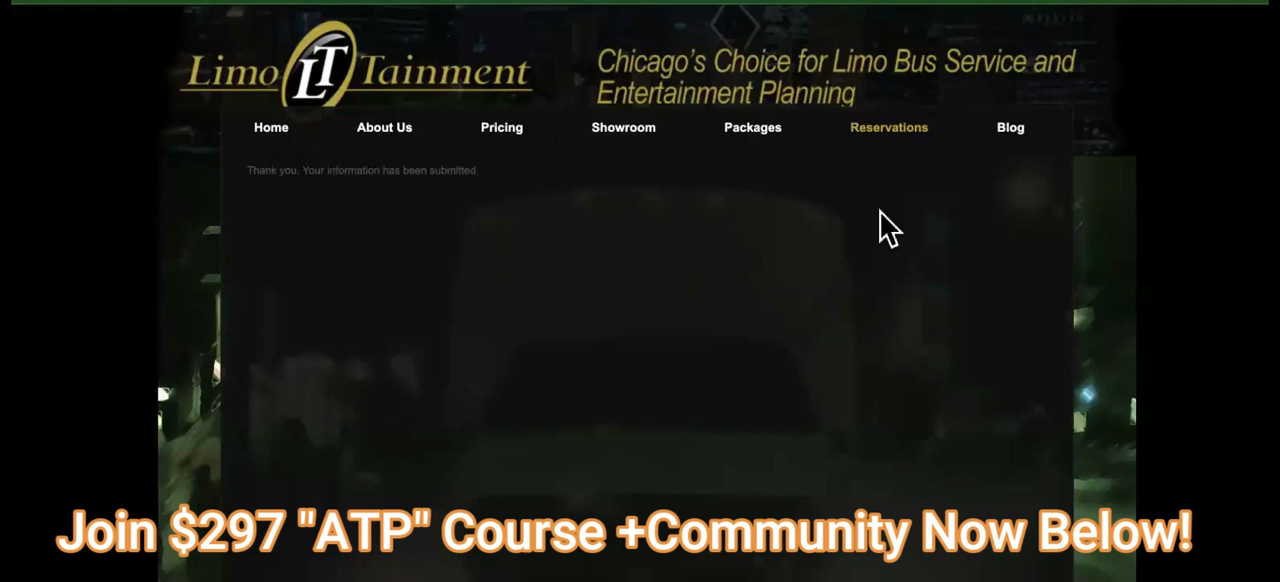 Limo LT Tainment
Chicago's Choice for Limo Bus Service and
Entertainment Planning
Home About Us Pricing Showroom Packages Reservations Blog
Thank you. Your information has been submitted.
Join $297 "ATP" Course +Community Now Below!